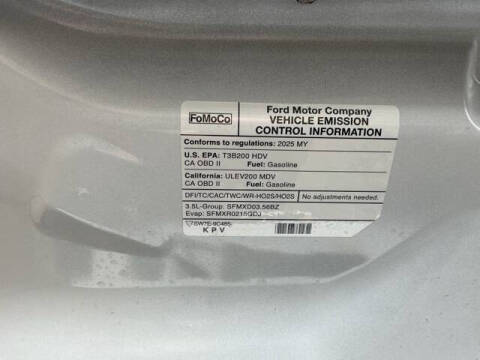 FoMoCo
Ford Motor Company
VEHICLE EMISSION
CONTROL INFORMATION
Conforms to regulations: 2025 MY
U.S. EPA: T3B200 HDV
CA OBD II Fuel: Gasoline
California: ULEV200 MDV
CA OBD II Fuel: Gasoline
DFI/TC/CAC/TWC/WR-HO2S/HO2S No adjustments needed.
3.5L-Group: SFMXD03.56BZ
Evap: SFMXR0215GDJ
KPV